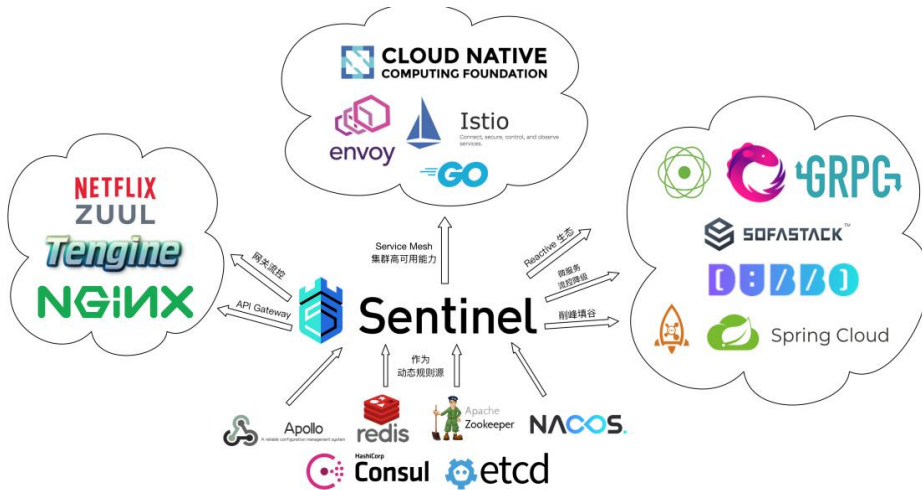 CLOUD NATIVE
COMPUTING FOUNDATION
envoy
Istio
Connect, secure, control, and observe
services.
GO
NETFLIX
ZUUL
Tengine
NGiNX
网关流控
API Gateway
Service Mesh
集群高可用能力
Reactive 生态
微服务
流控降级
削峰填谷
GRPC
SOFASTACK™
DUBBO
Spring Cloud
Sentinel
作为
动态规则源
Apollo
A reliable configuration management system
redis
Apache
Zookeeper
NACOS.
HashiCorp
Consul
etcd